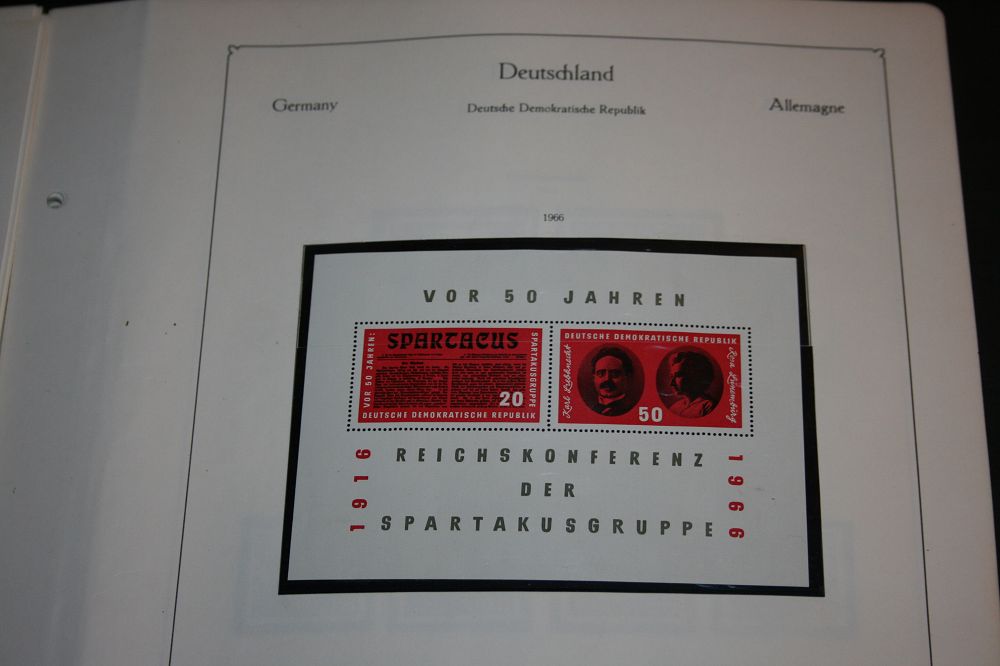 Deutschland
Germany
Deutsche Demokratische Republik
Allemagne
1966
VOR 50 JAHREN
VOR 50 JAHREN:
SPARTACUS
SPARTAKUSGRUPPE
20
DEUTSCHE DEMOKRATISCHE REPUBLIK
DEUTSCHE DEMOKRATISCHE REPUBLIK
Karl Liebknecht
Rosa Luxemburg
50
1916
REICHSKONFERENZ
DER
SPARTAKUSGRUPPE
1966